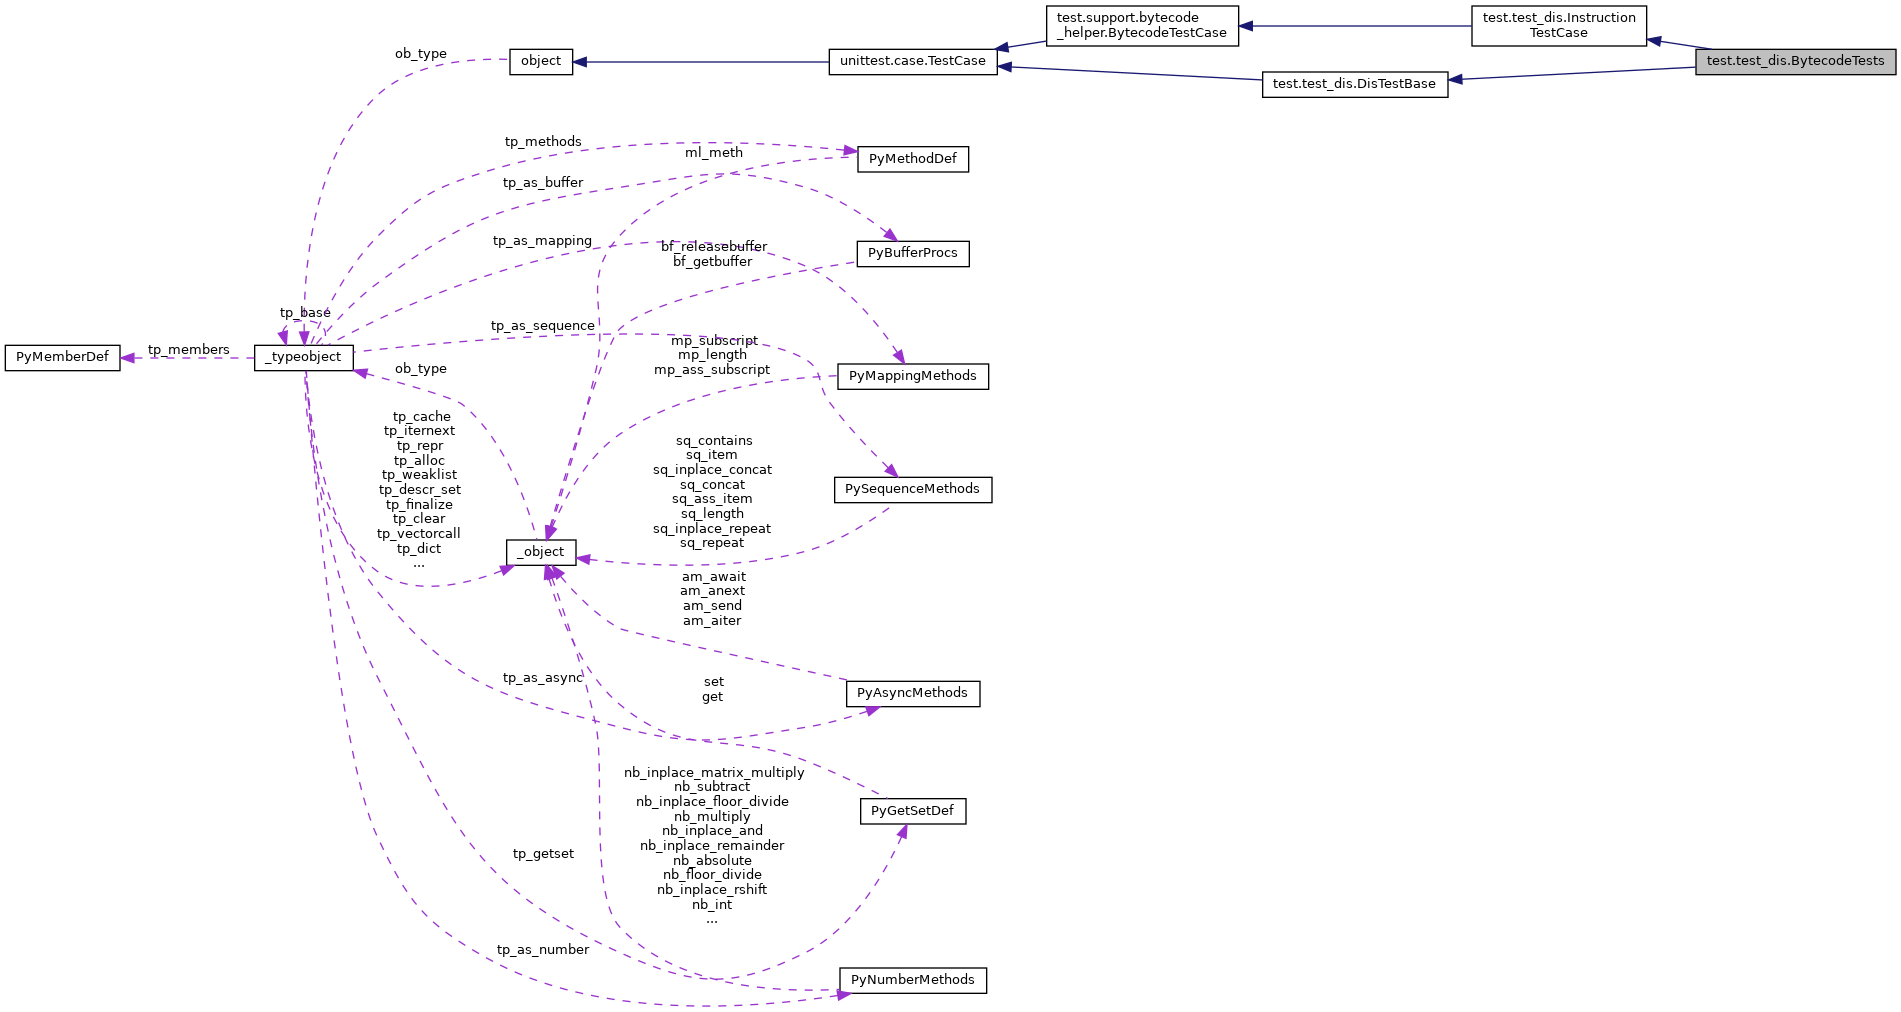 test.support.bytecode
_helper.BytecodeTestCase
test.test_dis.Instruction
TestCase
ob_type
object
unittest.case.TestCase
test.test_dis.BytecodeTests
test.test_dis.DisTestBase
tp_methods
ml_meth
PyMethodDef
tp_as_buffer
tp_as_mapping
bf_releasebuffer
bf_getbuffer
PyBufferProcs
tp_base
tp_as_sequence
PyMemberDef
tp_members
_typeobject
mp_subscript
mp_length
mp_ass_subscript
PyMappingMethods
ob_type
tp_cache
tp_iternext
tp_repr
tp_alloc
tp_weaklist
tp_descr_set
tp_finalize
tp_clear
tp_vectorcall
tp_dict
...
sq_contains
sq_item
sq_inplace_concat
sq_concat
sq_ass_item
sq_length
sq_inplace_repeat
sq_repeat
PySequenceMethods
_object
am_await
am_anext
am_send
am_aiter
tp_as_async
set
get
PyAsyncMethods
nb_inplace_matrix_multiply
nb_subtract
nb_inplace_floor_divide
nb_multiply
nb_inplace_and
nb_inplace_remainder
nb_absolute
nb_floor_divide
nb_inplace_rshift
nb_int
...
PyGetSetDef
tp_getset
tp_as_number
PyNumberMethods